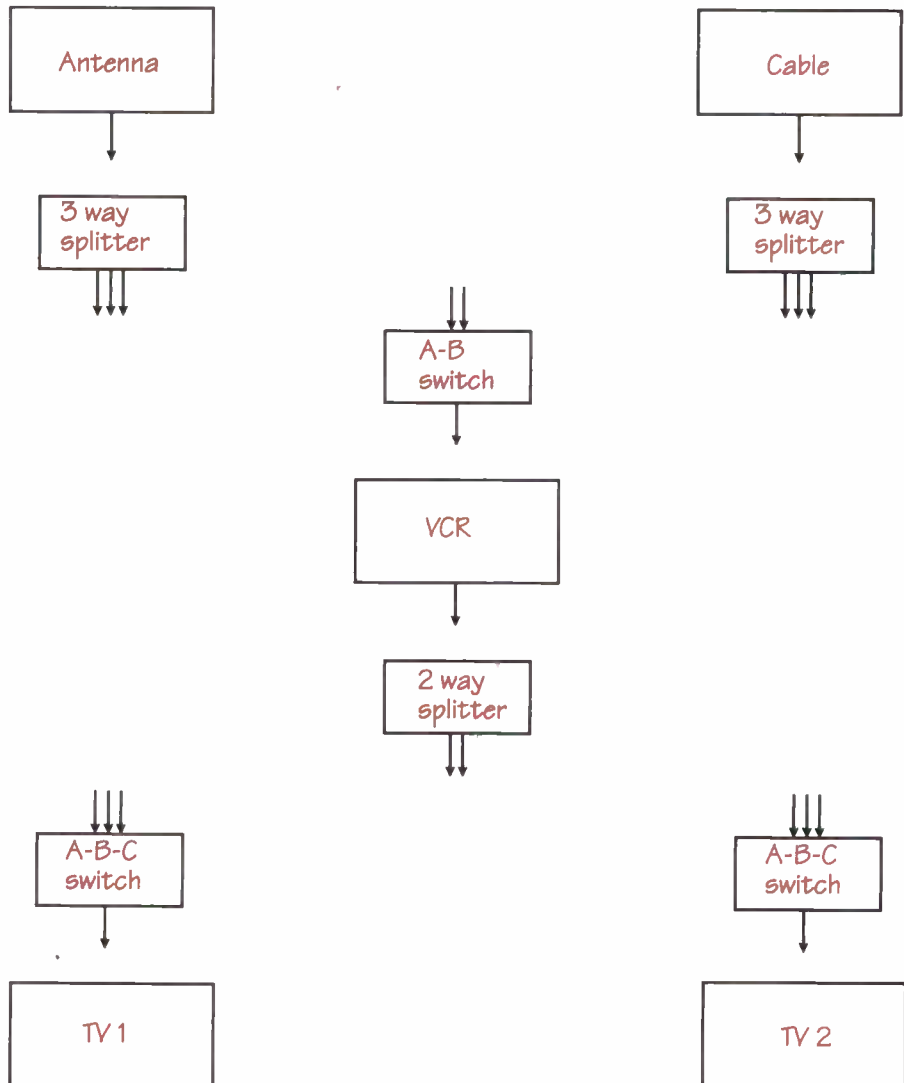 Antenna
Cable
3 way
splitter
3 way
splitter
A-B
switch
VCR
2 way
splitter
A-B-C
switch
A-B-C
switch
TV 1
TV 2